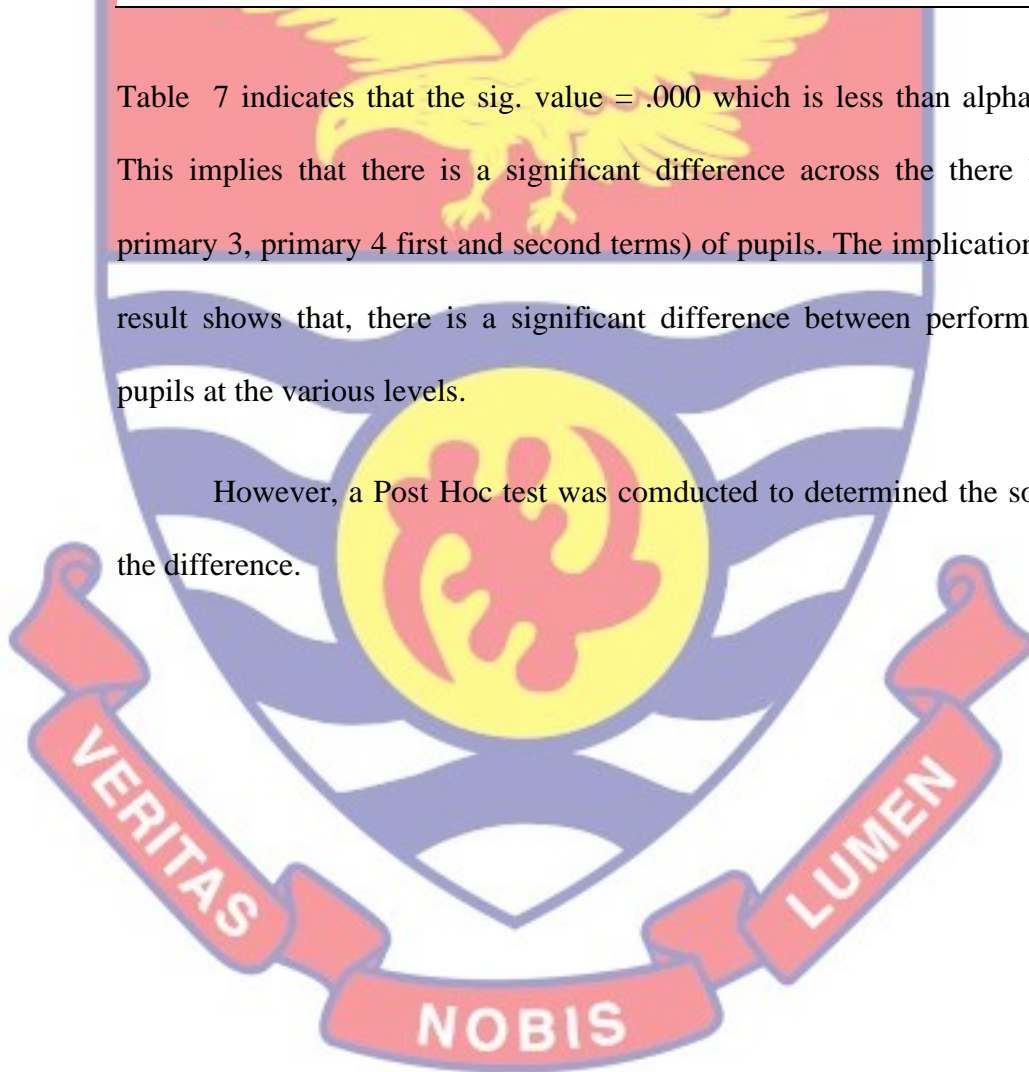 Table 7 indicates that the sig. value = .000 which is less than alpha
This implies that there is a significant difference across the there
primary 3, primary 4 first and second terms) of pupils. The implication
result shows that, there is a significant difference between perform
pupils at the various levels.
However, a Post Hoc test was comducted to determined the so
the difference.
VERITAS
NOBIS
LUMEN